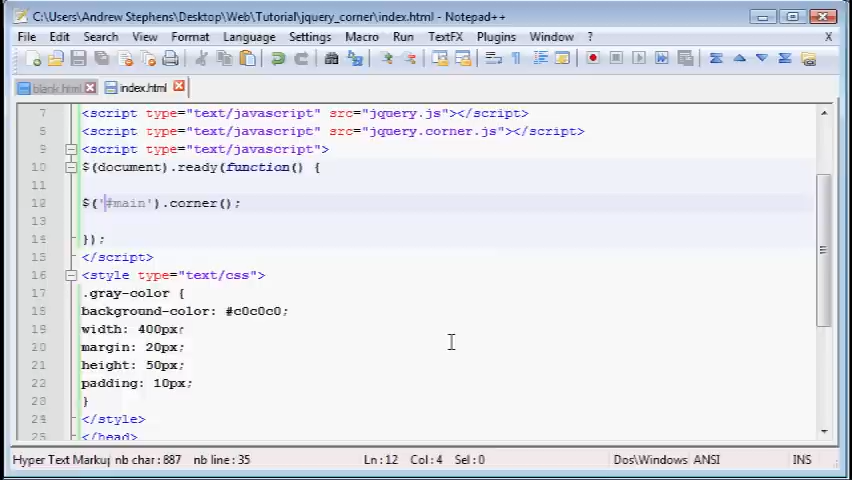 C:\Users\Andrew Stephens\Desktop\Web\Tutorial\jquery_corner\index.html - Notepad++
File Edit Search View Format Language Settings Macro Run TextFX Plugins Window ? X
blank.html index.html
7 <script type="text/javascript" src="jquery.js"></script>
8 <script type="text/javascript" src="jquery.corner.js"></script>
9 <script type="text/javascript">
10 $(document).ready(function() {
11
12 $('#main').corner();
13
14 });
15 </script>
16 <style type="text/css">
17 .gray-color {
18 background-color: #c0c0c0;
19 width: 400px;
20 margin: 20px;
21 height: 50px;
22 padding: 10px;
23 }
24 </style>
25 </head>
Hyper Text Markup nb char: 887 nb line: 35 Ln: 12 Col: 4 Sel: 0 Dos\Windows ANSI INS